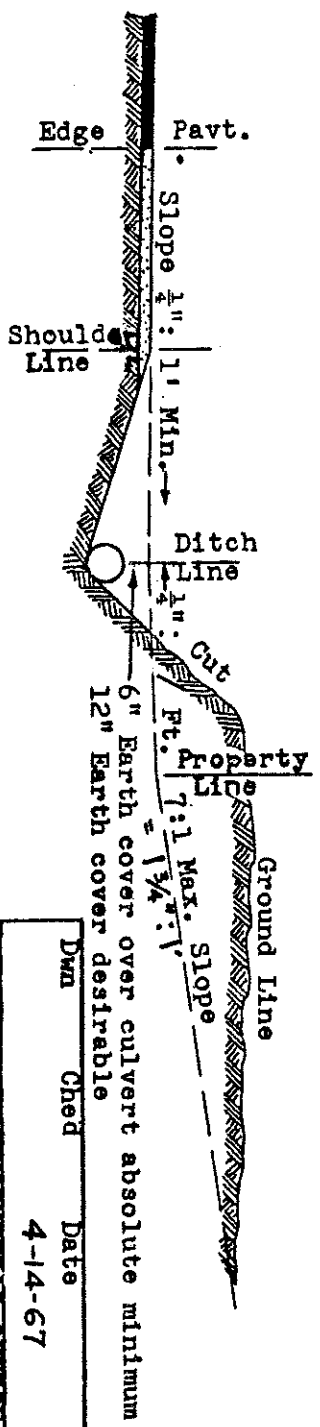 Edge Pavt.
Slope ¼": 1' Min.
Shoulder
Line
Ditch
Line
¼":
Cut
Ft.
Property
Line
7:1 Max. Slope
= 1¾":1'
Ground Line
6" Earth cover over culvert absolute minimum
12" Earth cover desirable
Dwn Ched Date
4-14-67